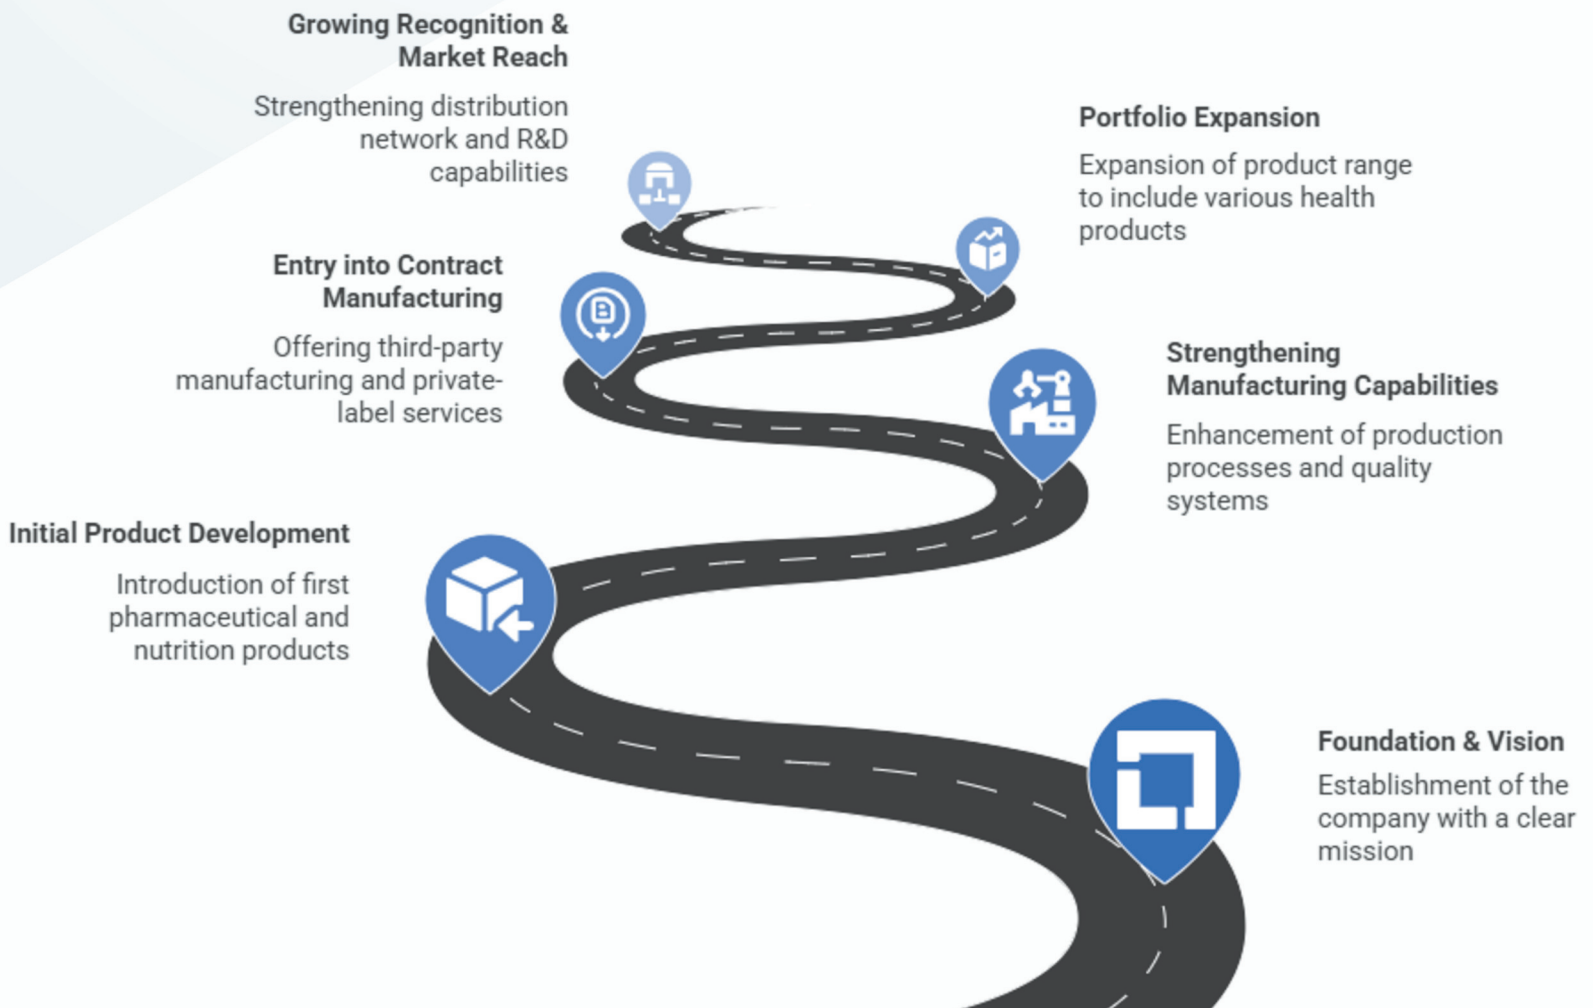 Growing Recognition &
Market Reach
Strengthening distribution
network and R&D
capabilities
Portfolio Expansion
Expansion of product range
to include various health
products
Entry into Contract
Manufacturing
Offering third-party
manufacturing and private-
label services
Strengthening
Manufacturing Capabilities
Enhancement of production
processes and quality
systems
Initial Product Development
Introduction of first
pharmaceutical and
nutrition products
Foundation & Vision
Establishment of the
company with a clear
mission